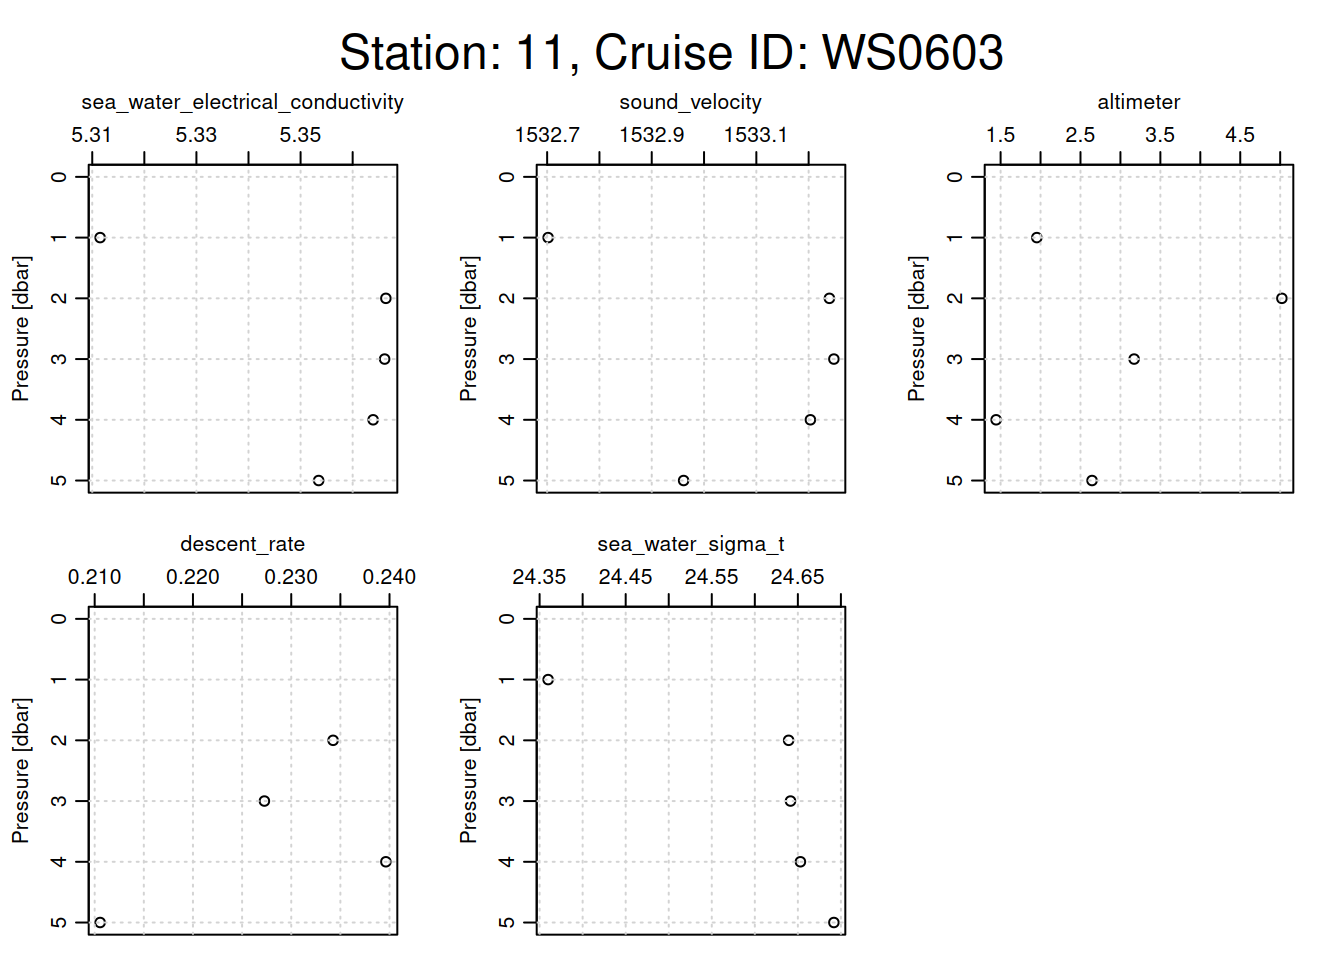 Station: 11, Cruise ID: WS0603
sea_water_electrical_conductivity
5.31 5.33 5.35
Pressure [dbar]
0
1
2
3
4
5
sound_velocity
1532.7 1532.9 1533.1
Pressure [dbar]
0
1
2
3
4
5
altimeter
1.5 2.5 3.5 4.5
Pressure [dbar]
0
1
2
3
4
5
descent_rate
0.210 0.220 0.230 0.240
Pressure [dbar]
0
1
2
3
4
5
sea_water_sigma_t
24.35 24.45 24.55 24.65
Pressure [dbar]
0
1
2
3
4
5